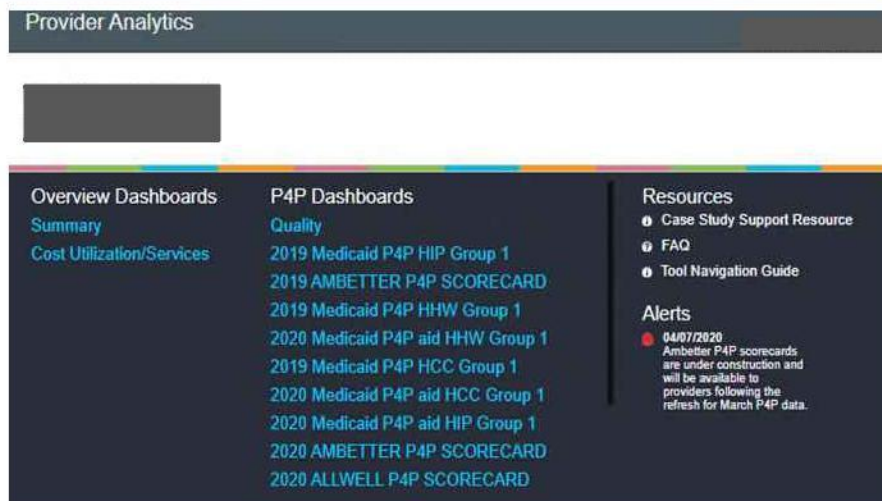 Provider Analytics
Overview Dashboards
Summary
Cost Utilization/Services
P4P Dashboards
Quality
2019 Medicaid P4P HIP Group 1
2019 AMBETTER P4P SCORECARD
2019 Medicaid P4P HHW Group 1
2020 Medicaid P4P aid HHW Group 1
2019 Medicaid P4P HCC Group 1
2020 Medicaid P4P aid HCC Group 1
2020 Medicaid P4P aid HIP Group 1
2020 AMBETTER P4P SCORECARD
2020 ALLWELL P4P SCORECARD
Resources
Case Study Support Resource
FAQ
Tool Navigation Guide
Alerts
04/07/2020
Ambetter P4P scorecards
are under construction and
will be available to
providers following the
refresh for March P4P data.